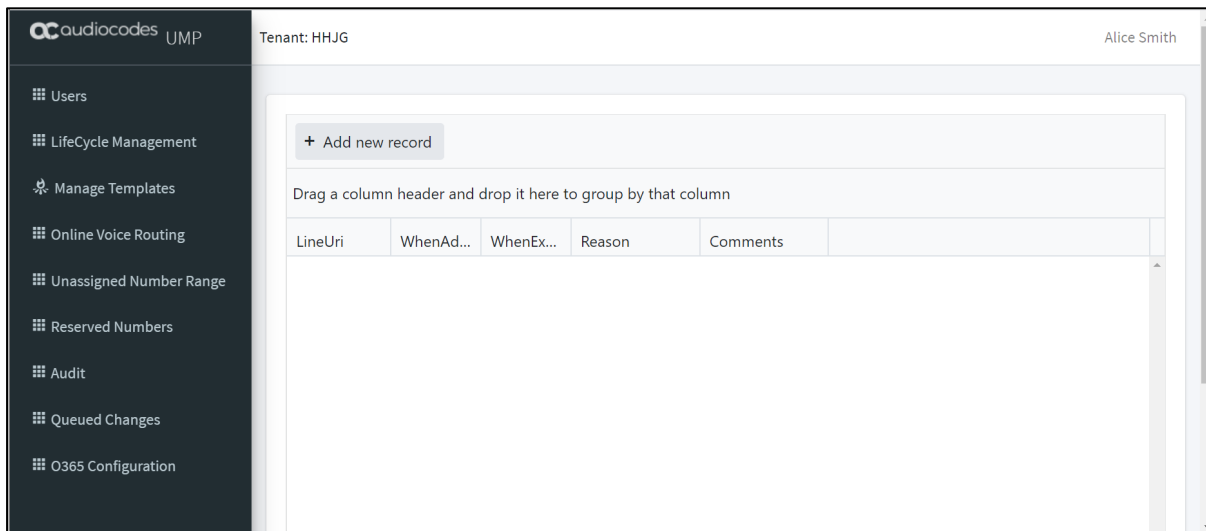 audiocodes UMP
Tenant: HHJG
Alice Smith
Users
LifeCycle Management
Manage Templates
Online Voice Routing
Unassigned Number Range
Reserved Numbers
Audit
Queued Changes
O365 Configuration
+ Add new record
Drag a column header and drop it here to group by that column
LineUri WhenAd... WhenEx... Reason Comments